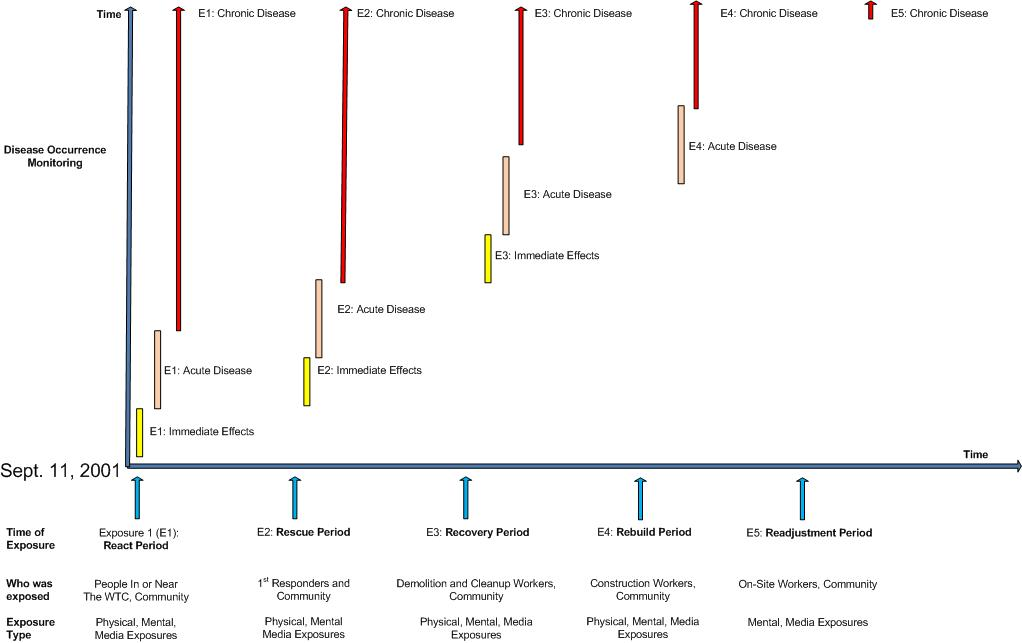 Time
E1: Chronic Disease
E2: Chronic Disease
E3: Chronic Disease
E4: Chronic Disease
E5: Chronic Disease
Disease Occurrence
Monitoring
E4: Acute Disease
E3: Acute Disease
E3: Immediate Effects
E2: Acute Disease
E1: Acute Disease
E2: Immediate Effects
E1: Immediate Effects
Time
Sept. 11, 2001
Time of
Exposure
Exposure 1 (E1):
React Period
E2: Rescue Period
E3: Recovery Period
E4: Rebuild Period
E5: Readjustment Period
Who was
exposed
People In or Near
The WTC, Community
1st Responders and
Community
Demolition and Cleanup Workers,
Community
Construction Workers,
Community
On-Site Workers, Community
Exposure
Type
Physical, Mental,
Media Exposures
Physical, Mental
Media Exposures
Physical, Mental, Media
Exposures
Physical, Mental, Media
Exposures
Mental, Media Exposures